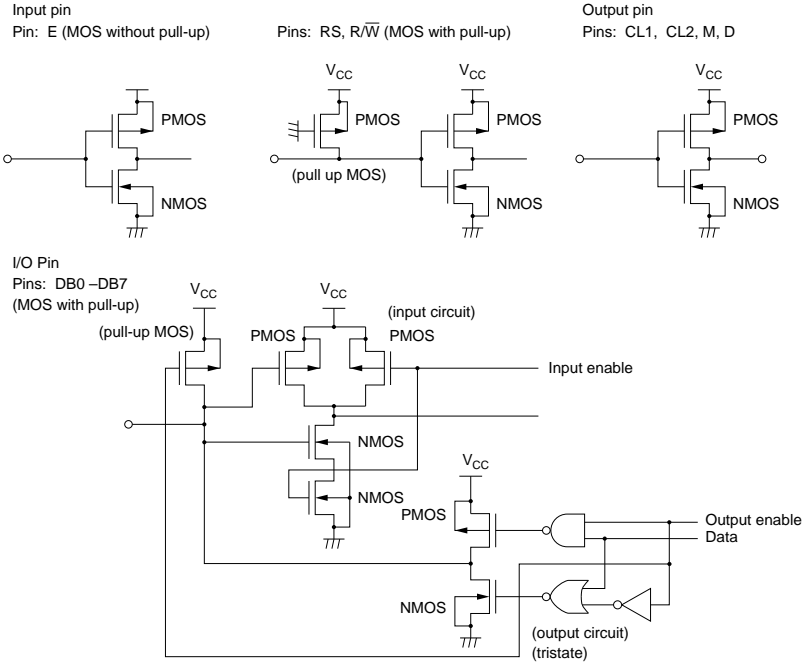 Input pin
Pin: E (MOS without pull-up)
Pins: RS, R/W̅ (MOS with pull-up)
Output pin
Pins: CL1, CL2, M, D
VCC
PMOS
NMOS
VCC
PMOS
(pull up MOS)
VCC
PMOS
NMOS
VCC
PMOS
NMOS
I/O Pin
Pins: DB0 –DB7
(MOS with pull-up)
VCC
(pull-up MOS)
VCC
(input circuit)
PMOS
PMOS
Input enable
NMOS
NMOS
VCC
PMOS
Output enable
Data
NMOS
(output circuit)
(tristate)